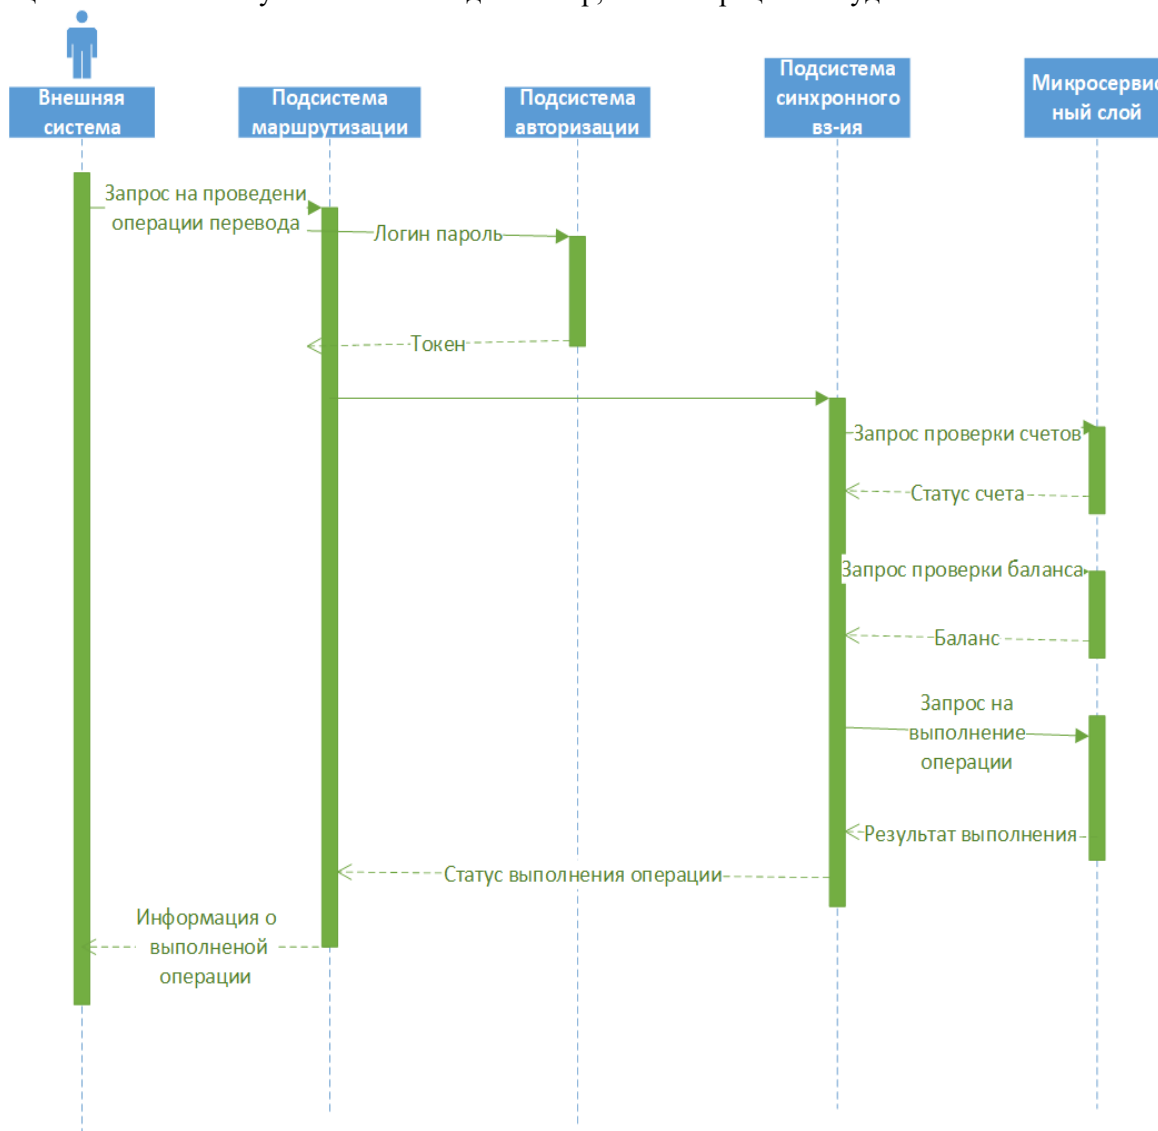 Внешняя
система
Подсистема
маршрутизации
Подсистема
авторизации
Подсистема
синхронного
вз-ия
Микросервис
ный слой
Запрос на проведени
операции перевода
Логин пароль
Токен
Запрос проверки счетов
Статус счета
Запрос проверки баланса
Баланс
Запрос на
выполнение
операции
Результат выполнения
Статус выполнения операции
Информация о
выполненой
операции